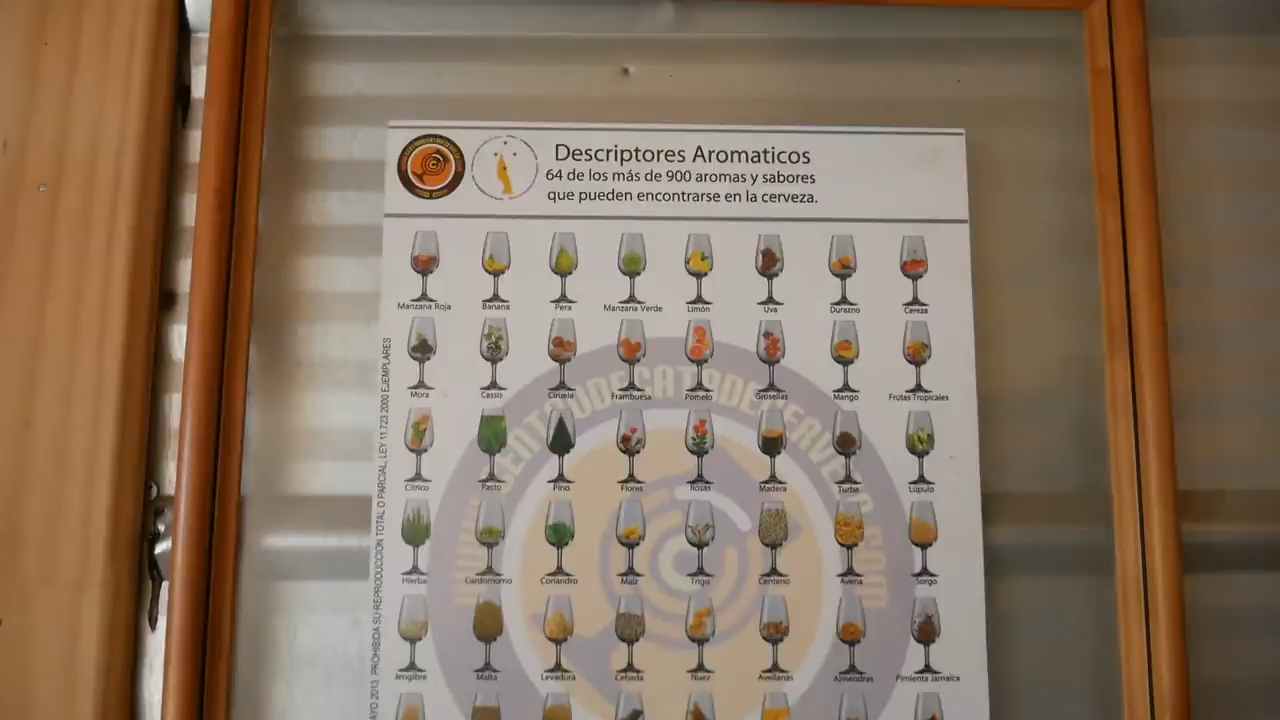 Descriptores Aromaticos
64 de los más de 900 aromas y sabores
que pueden encontrarse en la cerveza.
Manzana Roja Banana Pera Manzana Verde Limón Uva Durazno Cereza
Mora Cassis Ciruela Frambuesa Pomelo Grosellas Mango Frutas Tropicales
Cítrico Pasto Pino Flores Rosas Madera Turba Lúpulo
Hierba Cardomomo Coriandro Maíz Trigo Centeno Avena Sorgo
Jengibre Malta Levadura Cebada Nuez Avellanas Almendras Pimienta Jamaica
AYO 2013 PROHIBIDA SU REPRODUCCION TOTAL O PARCIAL, LEY 11.723 2000 EJEMPLARES